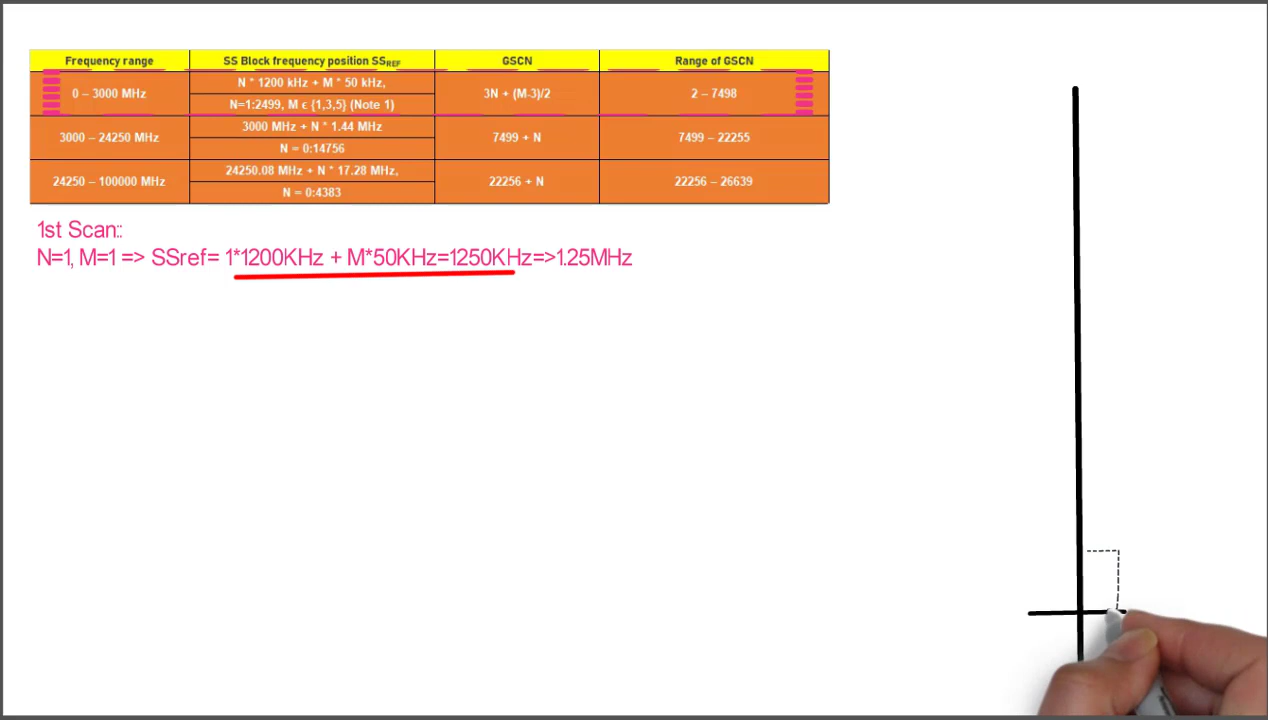 Frequency range SS Block frequency position SSREF GSCN Range of GSCN
0 – 3000 MHz N * 1200 kHz + M * 50 kHz, 3N + (M-3)/2 2 – 7498
N=1:2499, M ϵ {1,3,5} (Note 1)
3000 – 24250 MHz 3000 MHz + N * 1.44 MHz 7499 + N 7499 – 22255
N = 0:14756
24250 – 100000 MHz 24250.08 MHz + N * 17.28 MHz, 22256 + N 22256 – 26639
N = 0:4383
1st Scan::
N=1, M=1 => SSref= 1*1200KHz + M*50KHz=1250KHz=>1.25MHz